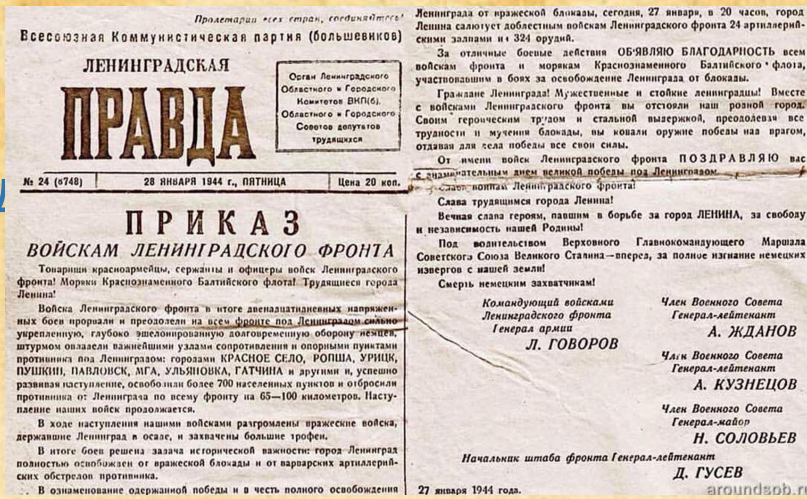 Пролетарии всех стран, соединяйтесь!
Всесоюзная Коммунистическая партия (большевиков)
ЛЕНИНГРАДСКАЯ
ПРАВДА
Орган Ленинградского
Областного и Городского
Комитетов ВКП(б),
Областного и Городского
Советов депутатов
трудящихся
№ 24 (8748)
28 ЯНВАРЯ 1944 г., ПЯТНИЦА
Цена 20 коп.
ПРИКАЗ
ВОЙСКАМ ЛЕНИНГРАДСКОГО ФРОНТА
Товарищи красноармейцы, сержанты и офицеры войск Ленинградского
фронта! Моряки Краснознаменного Балтийского флота! Трудящиеся города
Ленина!
Войска Ленинградского фронта в итоге двенадцатидневных напряжен-
ных боев прорвали и преодолели на всем фронте под Ленинградом сильно
укрепленную, глубоко эшелонированную долговременную оборону немцев,
штурмом овладели важнейшими узлами сопротивления и опорными пунктами
противника под Ленинградом: городами КРАСНОЕ СЕЛО, РОПША, УРИЦК,
ПУШКИН, ПАВЛОВСК, МГА, УЛЬЯНОВКА, ГАТЧИНА и другими и, успешно
развивая наступление, освободили более 700 населенных пунктов и отбросили
противника от Ленинграда по всему фронту на 65—100 километров. Насту-
пление наших войск продолжается.
В ходе наступления нашими войсками разгромлены вражеские войска,
державшие Ленинград в осаде, и захвачены большие трофеи.
В итоге боев решена задача исторической важности: город Ленинград
полностью освобожден от вражеской блокады и от варварских артиллерий-
ских обстрелов противника.
В ознаменование одержанной победы и в честь полного освобождения
Ленинграда от вражеской блокады, сегодня, 27 января, в 20 часов, город
Ленина салютует доблестным войскам Ленинградского фронта 24 артиллерий-
скими залпами из 324 орудий.
За отличные боевые действия ОБ'ЯВЛЯЮ БЛАГОДАРНОСТЬ всем
войскам фронта и морякам Краснознаменного Балтийского флота,
участвовавшим в боях за освобождение Ленинграда от блокады.
Граждане Ленинграда! Мужественные и стойкие ленинградцы! Вместе
с войсками Ленинградского фронта вы отстояли наш родной город.
Своим героическим трудом и стальной выдержкой, преодолевая все
трудности и мучения блокады, вы ковали оружие победы над врагом,
отдавая для дела победы все свои силы.
От имени войск Ленинградского фронта ПОЗДРАВЛЯЮ вас
с знаменательным днем великой победы под Ленинградом.
Слава воинам Ленинградского фронта!
Слава трудящимся города Ленина!
Вечная слава героям, павшим в борьбе за город ЛЕНИНА, за свободу
и независимость нашей Родины!
Под водительством Верховного Главнокомандующего Маршала
Советского Союза Великого Сталина—вперед, за полное изгнание немецких
извергов с нашей земли!
Смерть немецким захватчикам!
Командующий войсками
Ленинградского фронта
Генерал армии
Л. ГОВОРОВ
Член Военного Совета
Генерал-лейтенант
А. ЖДАНОВ
Член Военного Совета
Генерал-лейтенант
А. КУЗНЕЦОВ
Член Военного Совета
Генерал-майор
Н. СОЛОВЬЕВ
Начальник штаба фронта Генерал-лейтенант
Д. ГУСЕВ
27 января 1944 года.
aroundspb.ru